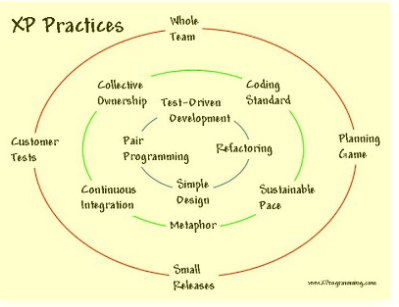 XP Practices
Whole
Team
Collective
Ownership
Coding
Standard
Test-Driven
Development
Customer
Tests
Pair
Programming
Refactoring
Planning
Game
Continuous
Integration
Simple
Design
Sustainable
Pace
Metaphor
Small
Releases
www.XProgramming.com